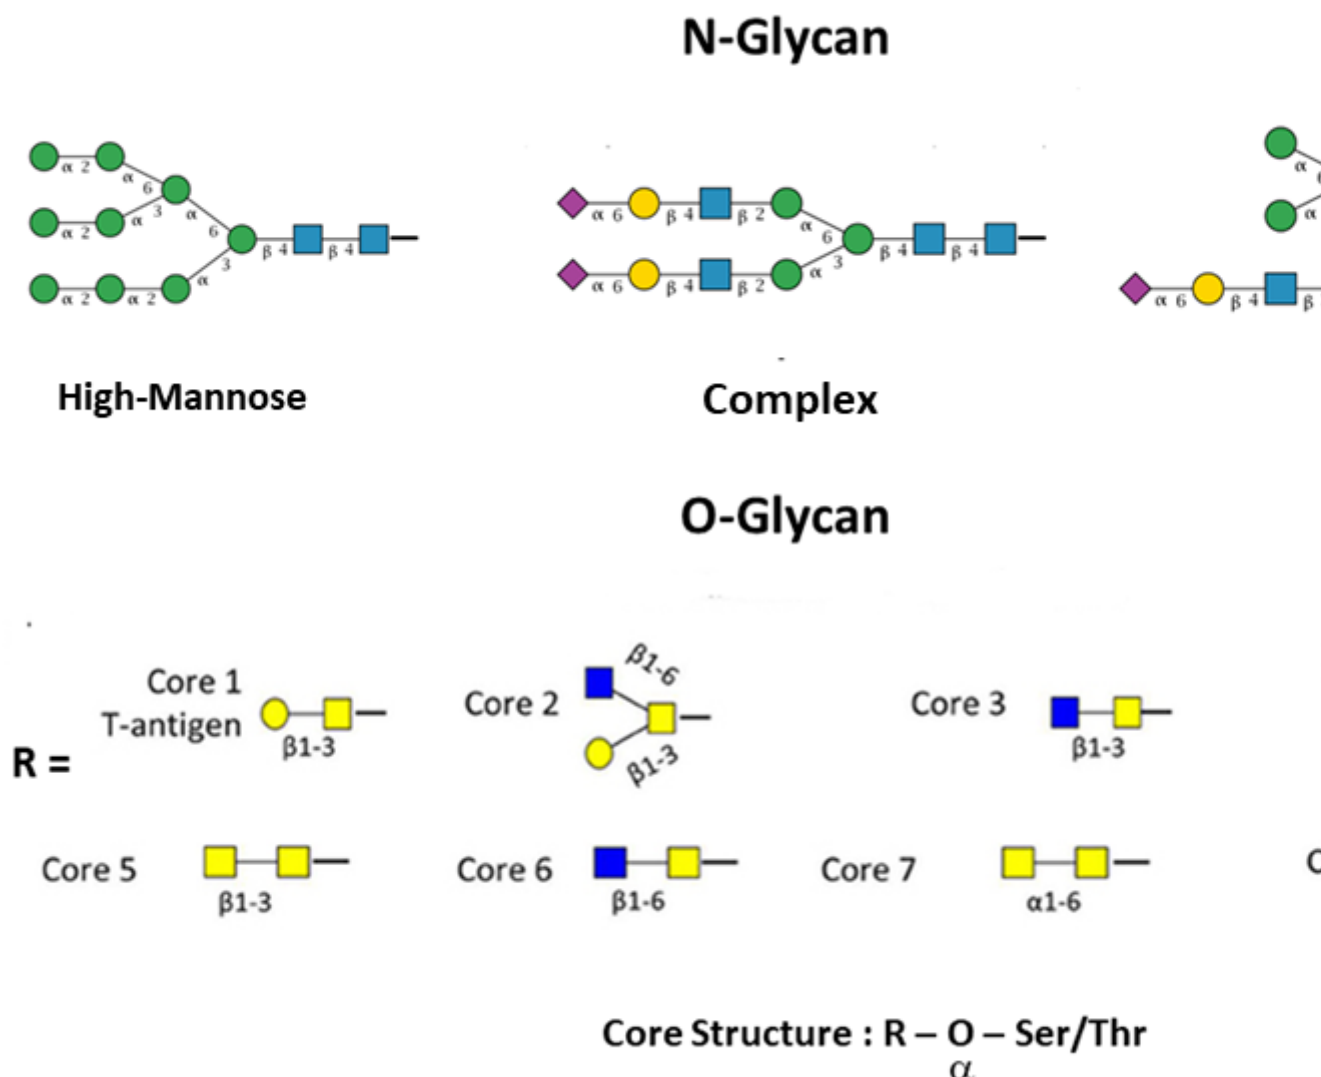 N-Glycan
α 2 α 6
α 2 α 3 α 6
β 4 β 4
α 2 α 2 α 3
α 6 β 4 β 2 α 6
β 4 β 4
α 6 β 4 β 2 α 3
α 6
α
α 6 β 4 β
High-Mannose
Complex
O-Glycan
Core 1
T-antigen
β1-3
Core 2
β1-6
β1-3
Core 3
β1-3
R =
Core 5
β1-3
Core 6
β1-6
Core 7
α1-6
Core Structure : R – O – Ser/Thr
α